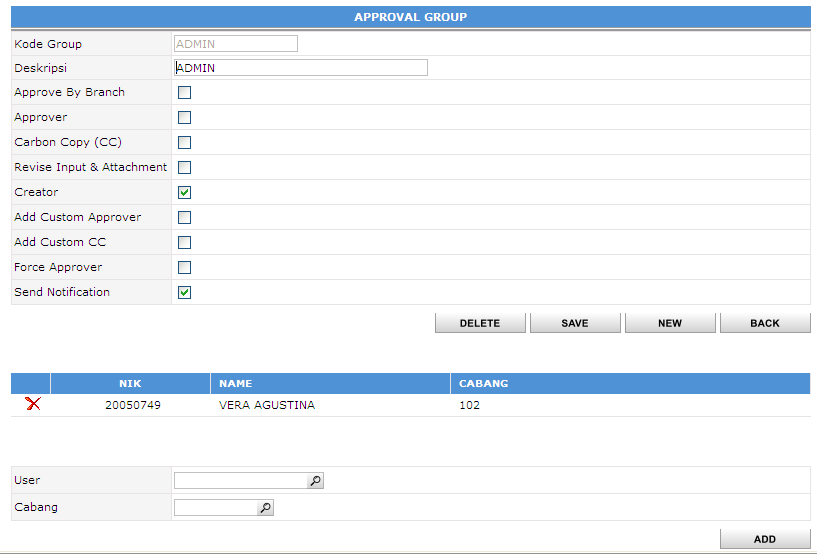 APPROVAL GROUP
Kode Group ADMIN
Deskripsi ADMIN
Approve By Branch
Approver
Carbon Copy (CC)
Revise Input & Attachment
Creator
Add Custom Approver
Add Custom CC
Force Approver
Send Notification
DELETE SAVE NEW BACK
NIK NAME CABANG
20050749 VERA AGUSTINA 102
User
Cabang
ADD